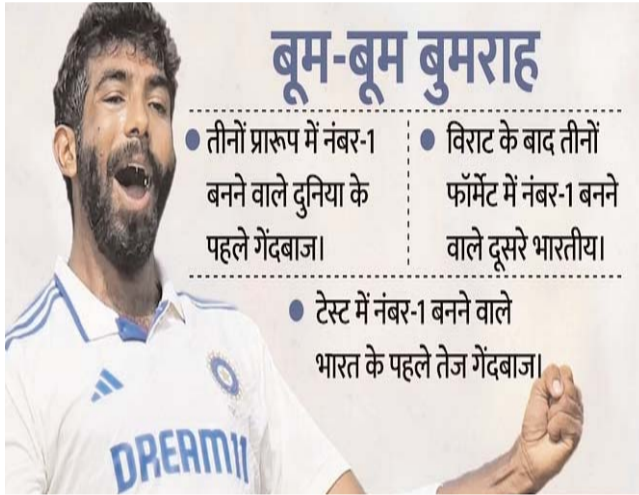 बूम-बूम बुमराह
तीनों प्रारूप में नंबर-1
बनने वाले दुनिया के
पहले गेंदबाज।
विराट के बाद तीनों
फॉर्मेट में नंबर-1 बनने
वाले दूसरे भारतीय।
टेस्ट में नंबर-1 बनने वाले
भारत के पहले तेज गेंदबाज।
DREAM11